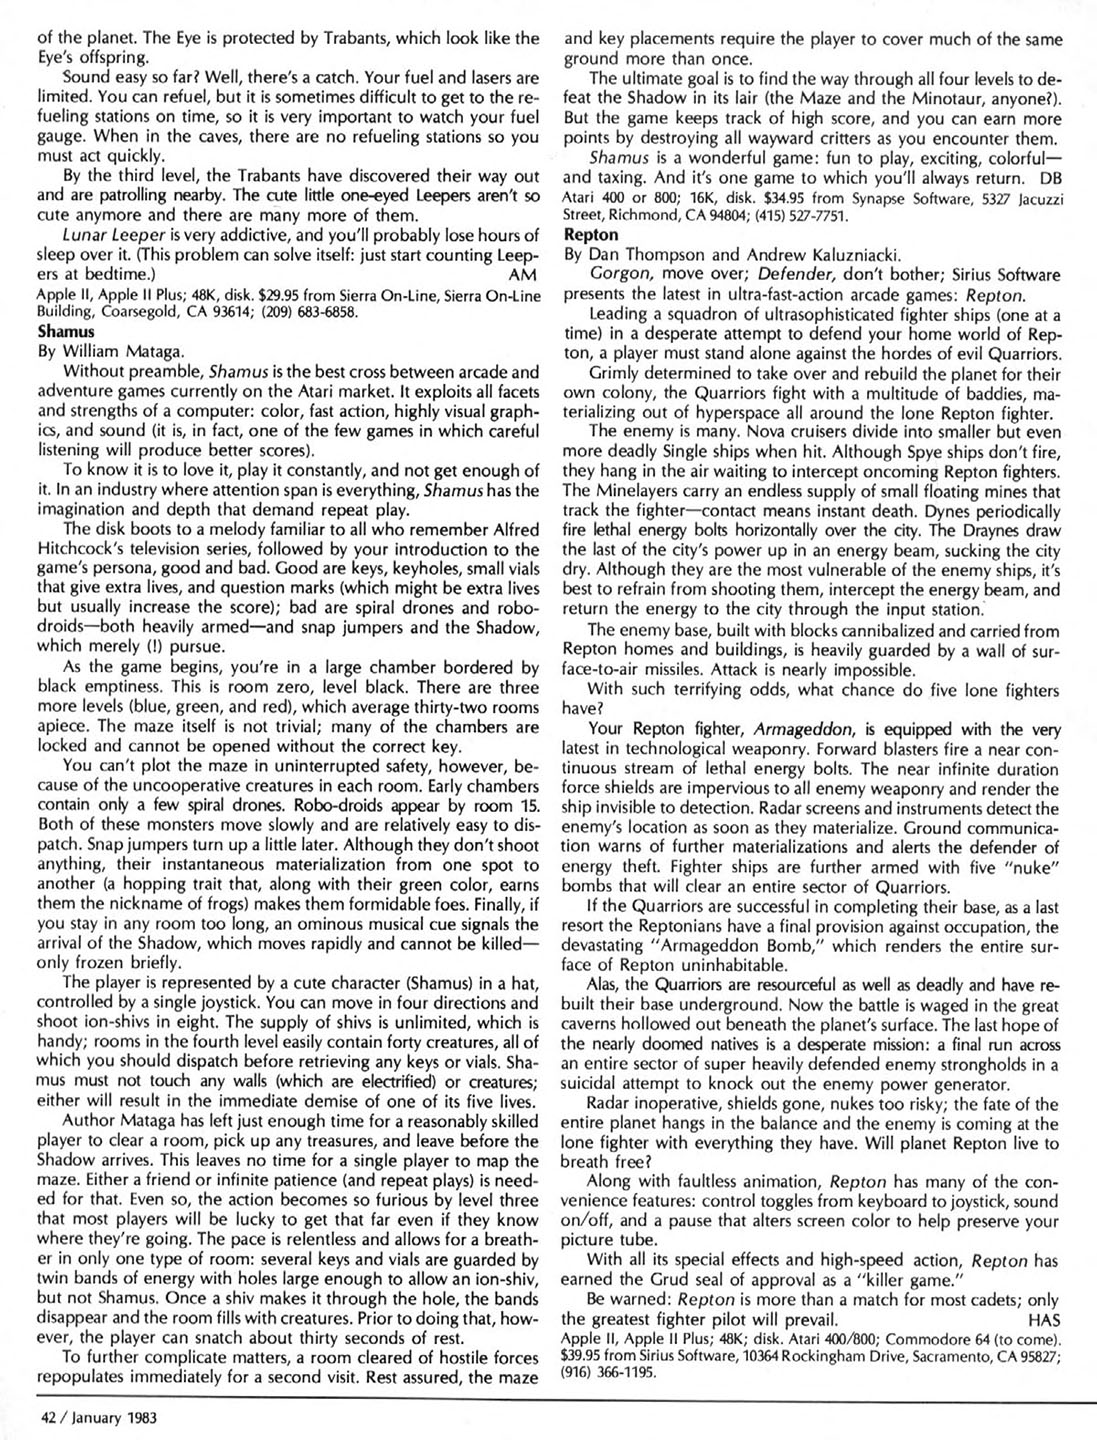 of the planet. The Eye is protected by Trabants, which look like the
Eye's offspring.
Sound easy so far? Well, there's a catch. Your fuel and lasers are
limited. You can refuel, but it is sometimes difficult to get to the re-
fueling stations on time, so it is very important to watch your fuel
gauge. When in the caves, there are no refueling stations so you
must act quickly.
By the third level, the Trabants have discovered their way out
and are patrolling nearby. The cute little one-eyed Leepers aren't so
cute anymore and there are many more of them.
Lunar Leeper is very addictive, and you'll probably lose hours of
sleep over it. (This problem can solve itself: just start counting Leep-
ers at bedtime.) AM
Apple II, Apple II Plus; 48K, disk. $29.95 from Sierra On-Line, Sierra On-Line
Building, Coarsegold, CA 93614; (209) 683-6858.
Shamus
By William Mataga.
Without preamble, Shamus is the best cross between arcade and
adventure games currently on the Atari market. It exploits all facets
and strengths of a computer: color, fast action, highly visual graph-
ics, and sound (it is, in fact, one of the few games in which careful
listening will produce better scores).
To know it is to love it, play it constantly, and not get enough of
it. In an industry where attention span is everything, Shamus has the
imagination and depth that demand repeat play.
The disk boots to a melody familiar to all who remember Alfred
Hitchcock's television series, followed by your introduction to the
game's persona, good and bad. Good are keys, keyholes, small vials
that give extra lives, and question marks (which might be extra lives
but usually increase the score); bad are spiral drones and robo-
droids—both heavily armed—and snap jumpers and the Shadow,
which merely (!) pursue.
As the game begins, you're in a large chamber bordered by
black emptiness. This is room zero, level black. There are three
more levels (blue, green, and red), which average thirty-two rooms
apiece. The maze itself is not trivial; many of the chambers are
locked and cannot be opened without the correct key.
You can't plot the maze in uninterrupted safety, however, be-
cause of the uncooperative creatures in each room. Early chambers
contain only a few spiral drones. Robo-droids appear by room 15.
Both of these monsters move slowly and are relatively easy to dis-
patch. Snap jumpers turn up a little later. Although they don't shoot
anything, their instantaneous materialization from one spot to
another (a hopping trait that, along with their green color, earns
them the nickname of frogs) makes them formidable foes. Finally, if
you stay in any room too long, an ominous musical cue signals the
arrival of the Shadow, which moves rapidly and cannot be killed—
only frozen briefly.
The player is represented by a cute character (Shamus) in a hat,
controlled by a single joystick. You can move in four directions and
shoot ion-shivs in eight. The supply of shivs is unlimited, which is
handy; rooms in the fourth level easily contain forty creatures, all of
which you should dispatch before retrieving any keys or vials. Sha-
mus must not touch any walls (which are electrified) or creatures;
either will result in the immediate demise of one of its five lives.
Author Mataga has left just enough time for a reasonably skilled
player to clear a room, pick up any treasures, and leave before the
Shadow arrives. This leaves no time for a single player to map the
maze. Either a friend or infinite patience (and repeat plays) is need-
ed for that. Even so, the action becomes so furious by level three
that most players will be lucky to get that far even if they know
where they're going. The pace is relentless and allows for a breath-
er in only one type of room: several keys and vials are guarded by
twin bands of energy with holes large enough to allow an ion-shiv,
but not Shamus. Once a shiv makes it through the hole, the bands
disappear and the room fills with creatures. Prior to doing that, how-
ever, the player can snatch about thirty seconds of rest.
To further complicate matters, a room cleared of hostile forces
repopulates immediately for a second visit. Rest assured, the maze
and key placements require the player to cover much of the same
ground more than once.
The ultimate goal is to find the way through all four levels to de-
feat the Shadow in its lair (the Maze and the Minotaur, anyone?).
But the game keeps track of high score, and you can earn more
points by destroying all wayward critters as you encounter them.
Shamus is a wonderful game: fun to play, exciting, colorful—
and taxing. And it's one game to which you'll always return. DB
Atari 400 or 800; 16K, disk. $34.95 from Synapse Software, 5327 Jacuzzi
Street, Richmond, CA 94804; (415) 527-7751.
Repton
By Dan Thompson and Andrew Kaluzniacki.
Gorgon, move over; Defender, don't bother; Sirius Software
presents the latest in ultra-fast-action arcade games: Repton.
Leading a squadron of ultrasophisticated fighter ships (one at a
time) in a desperate attempt to defend your home world of Rep-
ton, a player must stand alone against the hordes of evil Quarriors.
Grimly determined to take over and rebuild the planet for their
own colony, the Quarriors fight with a multitude of baddies, ma-
terializing out of hyperspace all around the lone Repton fighter.
The enemy is many. Nova cruisers divide into smaller but even
more deadly Single ships when hit. Although Spye ships don't fire,
they hang in the air waiting to intercept oncoming Repton fighters.
The Minelayers carry an endless supply of small floating mines that
track the fighter—contact means instant death. Dynes periodically
fire lethal energy bolts horizontally over the city. The Draynes draw
the last of the city's power up in an energy beam, sucking the city
dry. Although they are the most vulnerable of the enemy ships, it's
best to refrain from shooting them, intercept the energy beam, and
return the energy to the city through the input station.
The enemy base, built with blocks cannibalized and carried from
Repton homes and buildings, is heavily guarded by a wall of sur-
face-to-air missiles. Attack is nearly impossible.
With such terrifying odds, what chance do five lone fighters
have?
Your Repton fighter, Armageddon, is equipped with the very
latest in technological weaponry. Forward blasters fire a near con-
tinuous stream of lethal energy bolts. The near infinite duration
force shields are impervious to all enemy weaponry and render the
ship invisible to detection. Radar screens and instruments detect the
enemy's location as soon as they materialize. Ground communica-
tion warns of further materializations and alerts the defender of
energy theft. Fighter ships are further armed with five "nuke"
bombs that will clear an entire sector of Quarriors.
If the Quarriors are successful in completing their base, as a last
resort the Reptonians have a final provision against occupation, the
devastating "Armageddon Bomb," which renders the entire sur-
face of Repton uninhabitable.
Alas, the Quarriors are resourceful as well as deadly and have re-
built their base underground. Now the battle is waged in the great
caverns hollowed out beneath the planet's surface. The last hope of
the nearly doomed natives is a desperate mission: a final run across
an entire sector of super heavily defended enemy strongholds in a
suicidal attempt to knock out the enemy power generator.
Radar inoperative, shields gone, nukes too risky; the fate of the
entire planet hangs in the balance and the enemy is coming at the
lone fighter with everything they have. Will planet Repton live to
breath free?
Along with faultless animation, Repton has many of the con-
venience features: control toggles from keyboard to joystick, sound
on/off, and a pause that alters screen color to help preserve your
picture tube.
With all its special effects and high-speed action, Repton has
earned the Grud seal of approval as a "killer game."
Be warned: Repton is more than a match for most cadets; only
the greatest fighter pilot will prevail. HAS
Apple II, Apple II Plus; 48K; disk. Atari 400/800; Commodore 64 (to come).
$39.95 from Sirius Software, 10364 Rockingham Drive, Sacramento, CA 95827;
(916) 366-1195.
42 / January 1983